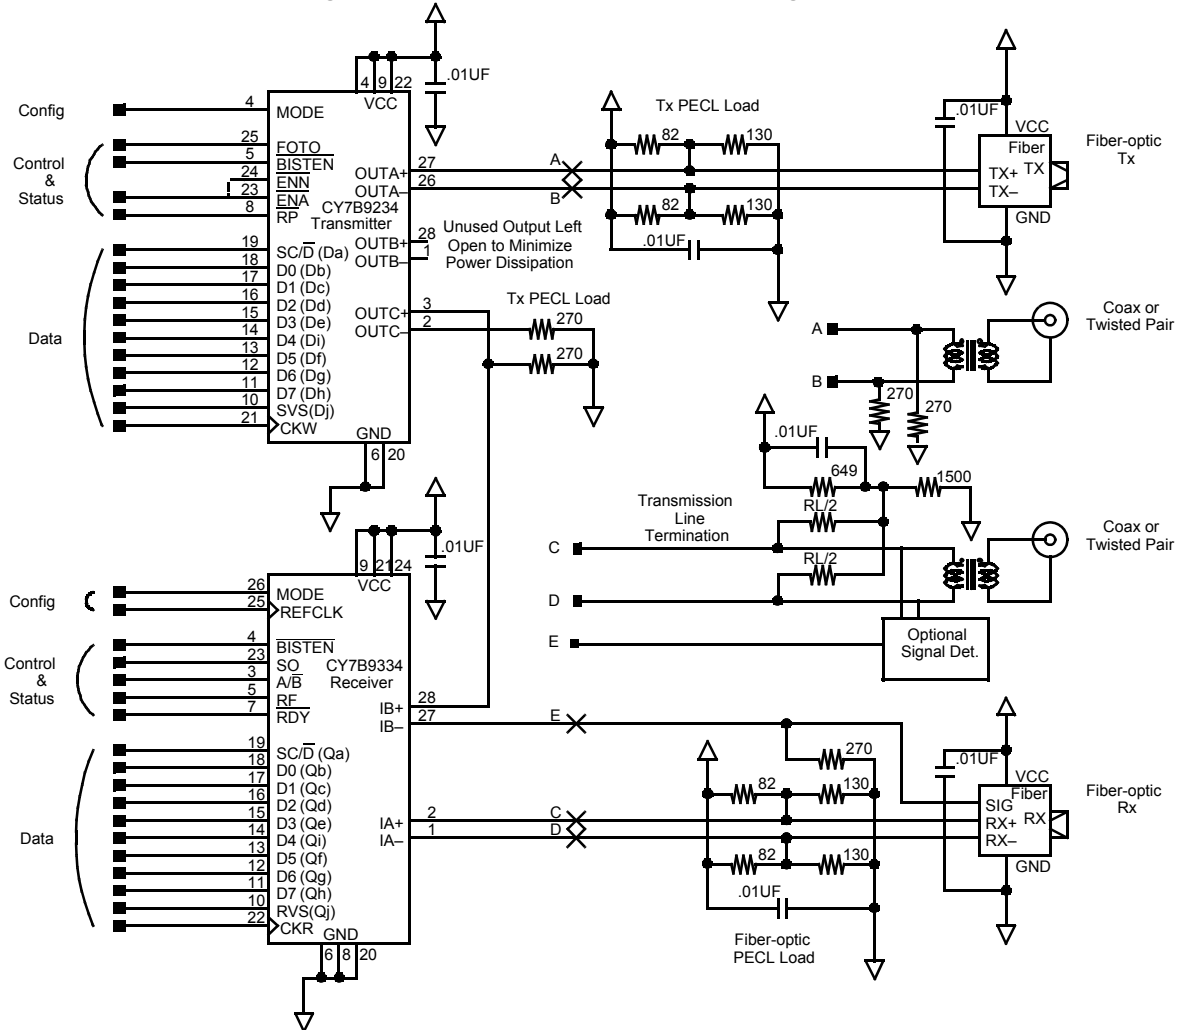 .01UF
4 9 22
VCC
Config
4
MODE
Control
&
Status
25
FOTO
5
BISTEN
24
ENN
23
ENA
8
RP
CY7B9234
Transmitter
27
OUTA+
26
OUTA–
28
OUTB+
1
OUTB–
3
OUTC+
2
OUTC–
Unused Output Left
Open to Minimize
Power Dissipation
Data
19
SC/D (Da)
18
D0 (Db)
17
D1 (Dc)
16
D2 (Dd)
15
D3 (De)
14
D4 (Di)
13
D5 (Df)
12
D6 (Dg)
11
D7 (Dh)
10
SVS(Dj)
21
CKW
GND
6 20
Tx PECL Load
82
130
A
B
82
130
.01UF
Tx PECL Load
270
270
.01UF
VCC
Fiber
TX+ TX
TX–
GND
Fiber-optic
Tx
A
B
270
270
Coax or
Twisted Pair
.01UF
649
1500
RL/2
RL/2
Transmission
Line
Termination
C
D
E
Optional
Signal Det.
Coax or
Twisted Pair
.01UF
9 21 24
VCC
Config
26
MODE
25
REFCLK
Control
&
Status
4
BISTEN
23
SO
3
A/B
5
RF
7
RDY
CY7B9334
Receiver
28
IB+
27
IB–
2
IA+
1
IA–
Data
19
SC/D (Qa)
18
D0 (Qb)
17
D1 (Qc)
16
D2 (Qd)
15
D3 (Qe)
14
D4 (Qi)
13
D5 (Qf)
12
D6 (Qg)
11
D7 (Qh)
10
RVS(Qj)
22
CKR
GND
6 8 20
E
C
D
270
82
130
82
130
.01UF
Fiber-optic
PECL Load
.01UF
VCC
Fiber
SIG
RX+ RX
RX–
GND
Fiber-optic
Rx